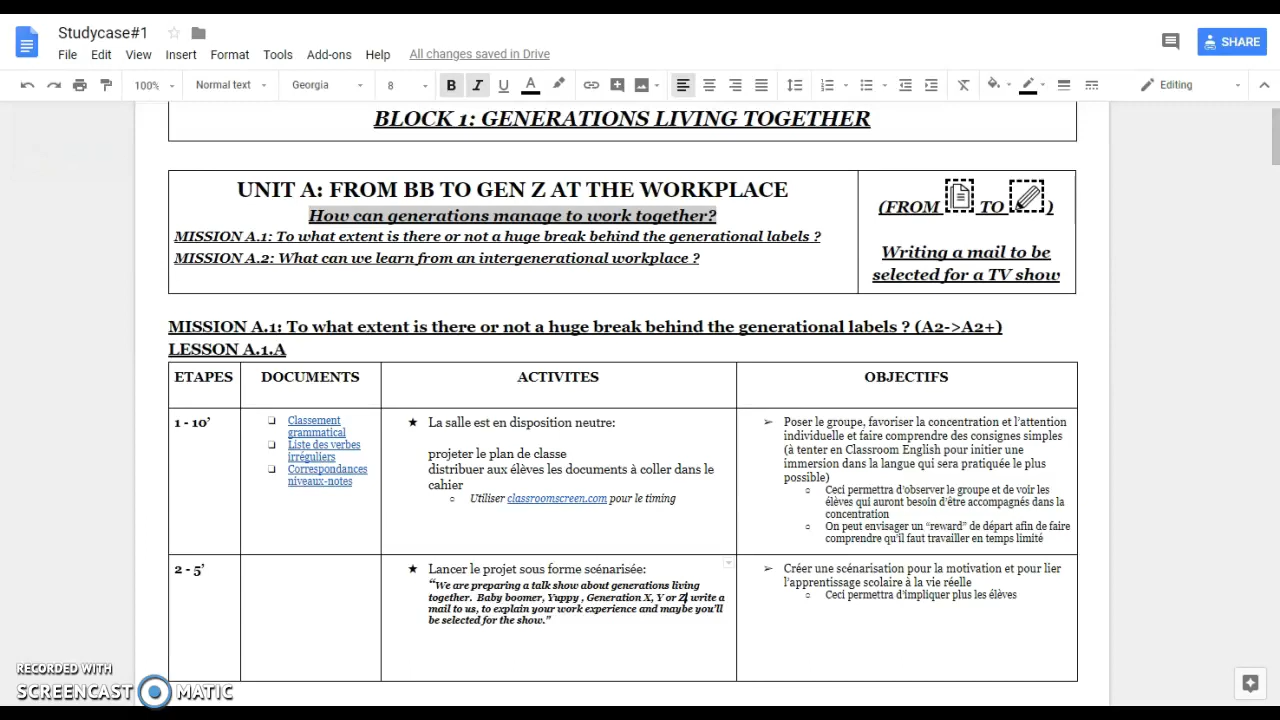 Studycase#1
File Edit View Insert Format Tools Add-ons Help All changes saved in Drive
SHARE
100% Normal text Georgia 8 B I U A Editing
BLOCK 1: GENERATIONS LIVING TOGETHER
UNIT A: FROM BB TO GEN Z AT THE WORKPLACE
How can generations manage to work together?
MISSION A.1: To what extent is there or not a huge break behind the generational labels ?
MISSION A.2: What can we learn from an intergenerational workplace ?
(FROM TO )
Writing a mail to be
selected for a TV show
MISSION A.1: To what extent is there or not a huge break behind the generational labels ? (A2->A2+)
LESSON A.1.A
ETAPES DOCUMENTS ACTIVITES OBJECTIFS
1 - 10’
❏ Classement
grammatical
❏ Liste des verbes
irréguliers
❏ Correspondances
niveaux-notes
★ La salle est en disposition neutre:
projeter le plan de classe
distribuer aux élèves les documents à coller dans le
cahier
○ Utiliser classroomscreen.com pour le timing
➢ Poser le groupe, favoriser la concentration et l’attention
individuelle et faire comprendre des consignes simples
(à tenter en Classroom English pour initier une
immersion dans la langue qui sera pratiquée le plus
possible)
○ Ceci permettra d’observer le groupe et de voir les
élèves qui auront besoin d’être accompagnés dans la
concentration
○ On peut envisager un “reward” de départ afin de faire
comprendre qu’il faut travailler en temps limité
2 - 5’
★ Lancer le projet sous forme scénarisée:
“We are preparing a talk show about generations living
together. Baby boomer, Yuppy , Generation X, Y or Z, write a
mail to us, to explain your work experience and maybe you’ll
be selected for the show.”
➢ Créer une scénarisation pour la motivation et pour lier
l’apprentissage scolaire à la vie réelle
○ Ceci permettra d’impliquer plus les élèves
RECORDED WITH
SCREENCAST MATIC